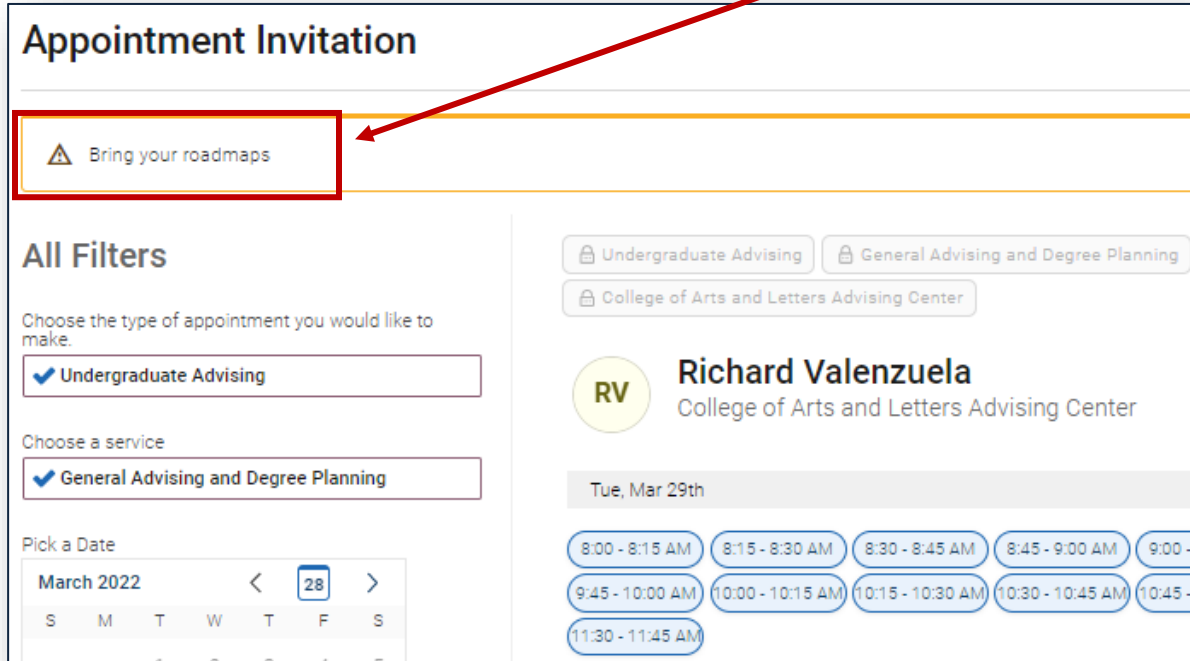 Appointment Invitation
Bring your roadmaps
All Filters
Choose the type of appointment you would like to
make.
Undergraduate Advising
Choose a service
General Advising and Degree Planning
Pick a Date
March 2022 28
S M T W T F S
Undergraduate Advising General Advising and Degree Planning
College of Arts and Letters Advising Center
RV
Richard Valenzuela
College of Arts and Letters Advising Center
Tue, Mar 29th
8:00 - 8:15 AM 8:15 - 8:30 AM 8:30 - 8:45 AM 8:45 - 9:00 AM 9:00 -
9:45 - 10:00 AM 10:00 - 10:15 AM 10:15 - 10:30 AM 10:30 - 10:45 AM 10:45 -
11:30 - 11:45 AM